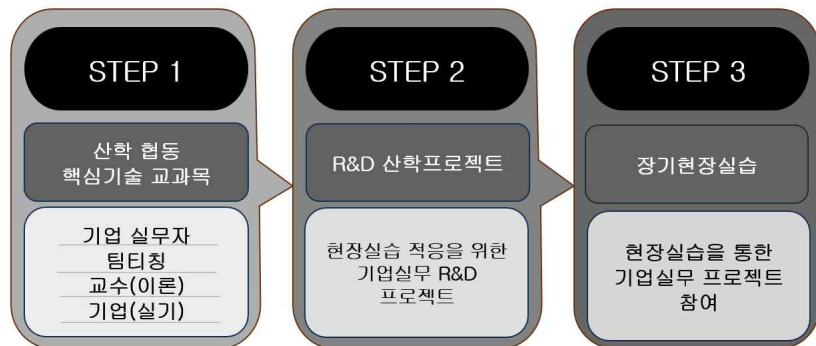 STEP 1
산학 협동
핵심기술 교과목
기업 실무자
팀티칭
교수(이론)
기업(실기)
STEP 2
R&D 산학프로젝트
현장실습 적응을 위한
기업실무 R&D
프로젝트
STEP 3
장기현장실습
현장실습을 통한
기업실무 프로젝트
참여